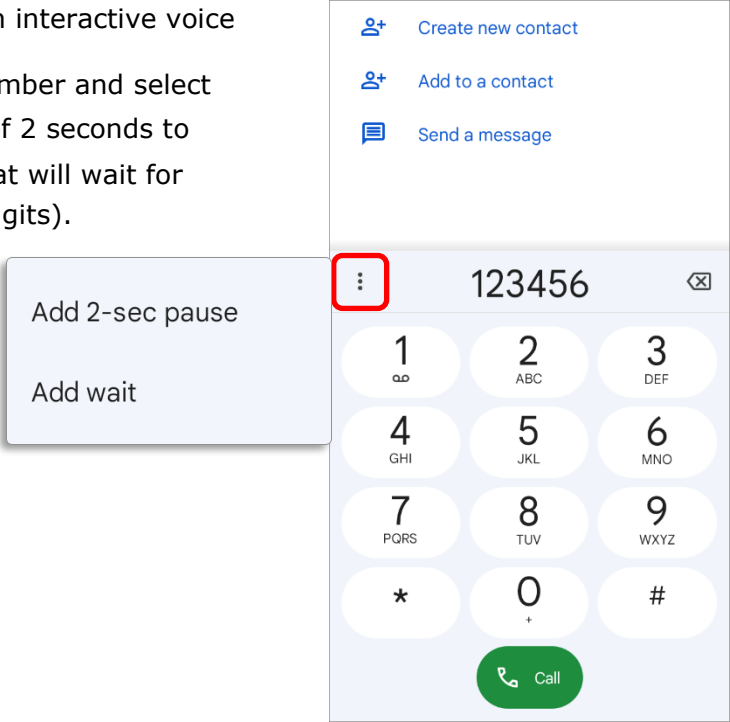 n interactive voice
mber and select
f 2 seconds to
at will wait for
gits).
Add 2-sec pause
Add wait
Create new contact
Add to a contact
Send a message
123456
1
2
ABC
3
DEF
4
GHI
5
JKL
6
MNO
7
PQRS
8
TUV
9
WXYZ
*
0
+
#
Call